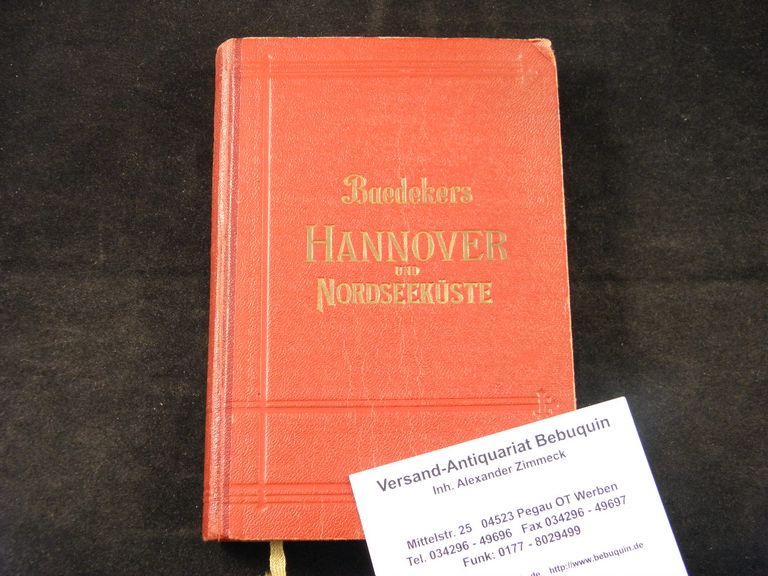 Baedekers
HANNOVER
UND
NORDSEEKÜSTE
Versand-Antiquariat Bebuquin
Inh. Alexander Zimmeck
Mittelstr. 25 04523 Pegau OT Werben
Tel. 034296 - 49696 Fax 034296 - 49697
Funk: 0177 - 8029499
http://www.bebuquin.de